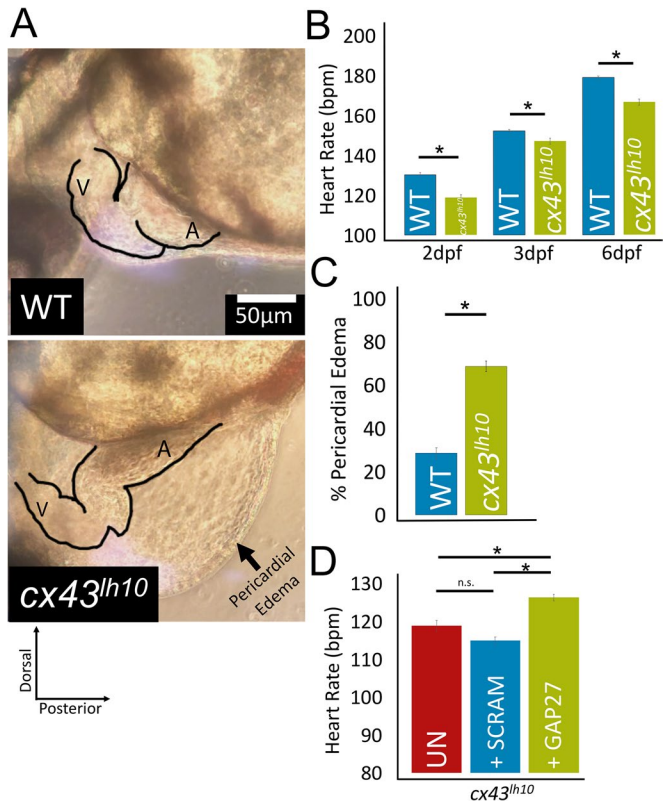 A
V
A
WT
50µm
A
V
Pericardial
Edema
cx43lh10
Dorsal
Posterior
B
Heart Rate (bpm)
200
180
160
140
130
100
*
*
*
WT
cx43lh10
WT
cx43lh10
WT
cx43lh10
2dpf
3dpf
6dpf
C
% Pericardial Edema
100
80
60
40
20
0
*
WT
cx43lh10
D
Heart Rate (bpm)
130
120
110
100
90
80
*
n.s.
*
UN
+ SCRAM
+ GAP27
cx43lh10